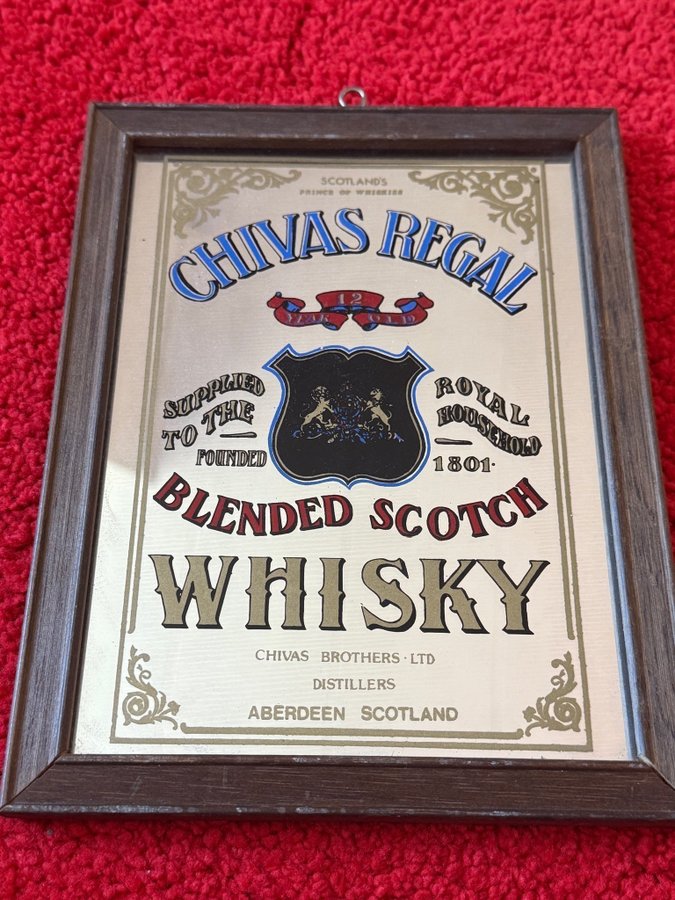 SCOTLAND'S
PRINCE OF WHISKIES
CHIVAS REGAL
12
YEAR OLD
SUPPLIED
TO THE
FOUNDED
ROYAL
HOUSEHOLD
1801.
BLENDED SCOTCH
WHISKY
CHIVAS BROTHERS · LTD
DISTILLERS
ABERDEEN SCOTLAND